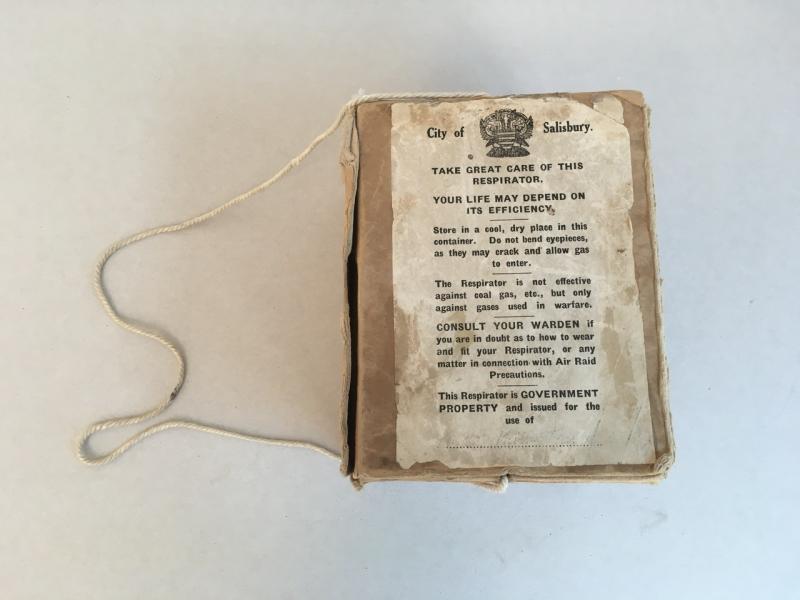 City of Salisbury.
TAKE GREAT CARE OF THIS
RESPIRATOR.
YOUR LIFE MAY DEPEND ON
ITS EFFICIENCY.
Store in a cool, dry place in this
container. Do not bend eyepieces,
as they may crack and allow gas
to enter.
The Respirator is not effective
against coal gas, etc., but only
against gases used in warfare.
CONSULT YOUR WARDEN if
you are in doubt as to how to wear
and fit your Respirator, or any
matter in connection with Air Raid
Precautions.
This Respirator is GOVERNMENT
PROPERTY and issued for the
use of